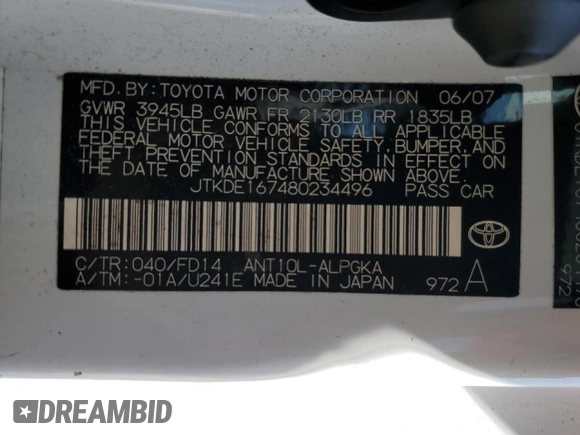 MFD. BY: TOYOTA MOTOR CORPORATION 06/07
GVWR 3945LB GAWR FR 2130LB RR 1835LB
THIS VEHICLE CONFORMS TO ALL APPLICABLE
FEDERAL MOTOR VEHICLE SAFETY, BUMPER, AND
THEFT PREVENTION STANDARDS IN EFFECT ON
THE DATE OF MANUFACTURE SHOWN ABOVE.
JTKDE167480234496 PASS CAR
C/TR: 040/FD14 ANT10L-ALPGKA
A/TM: -01A/U241E MADE IN JAPAN 972 A
972
DREAMBID